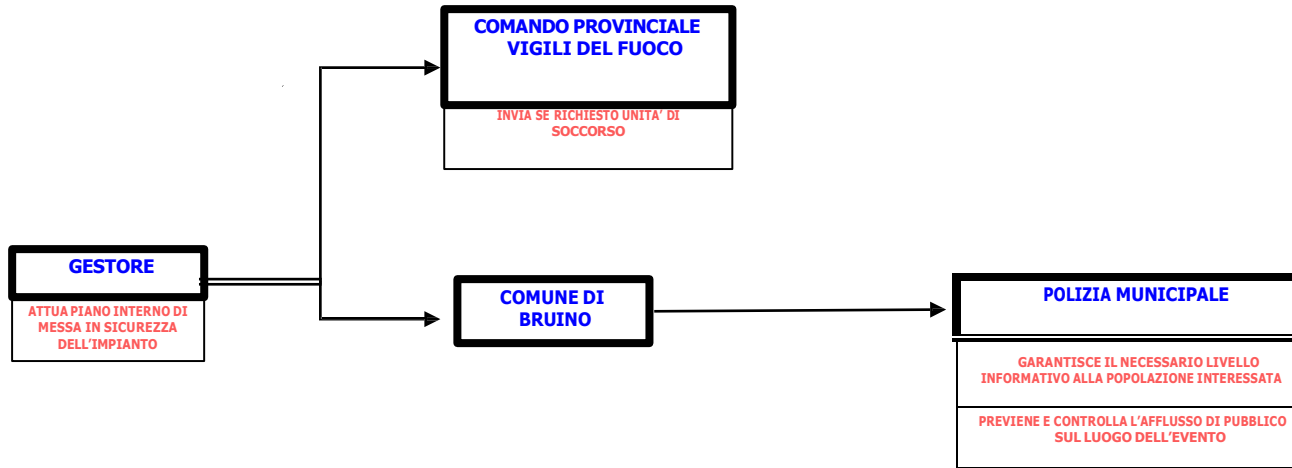 COMANDO PROVINCIALE
VIGILI DEL FUOCO
INVIA SE RICHIESTO UNITA’ DI
SOCCORSO
GESTORE
ATTUA PIANO INTERNO DI
MESSA IN SICUREZZA
DELL’IMPIANTO
COMUNE DI
BRUINO
POLIZIA MUNICIPALE
GARANTISCE IL NECESSARIO LIVELLO
INFORMATIVO ALLA POPOLAZIONE INTERESSATA
PREVIENE E CONTROLLA L’AFFLUSSO DI PUBBLICO
SUL LUOGO DELL’EVENTO